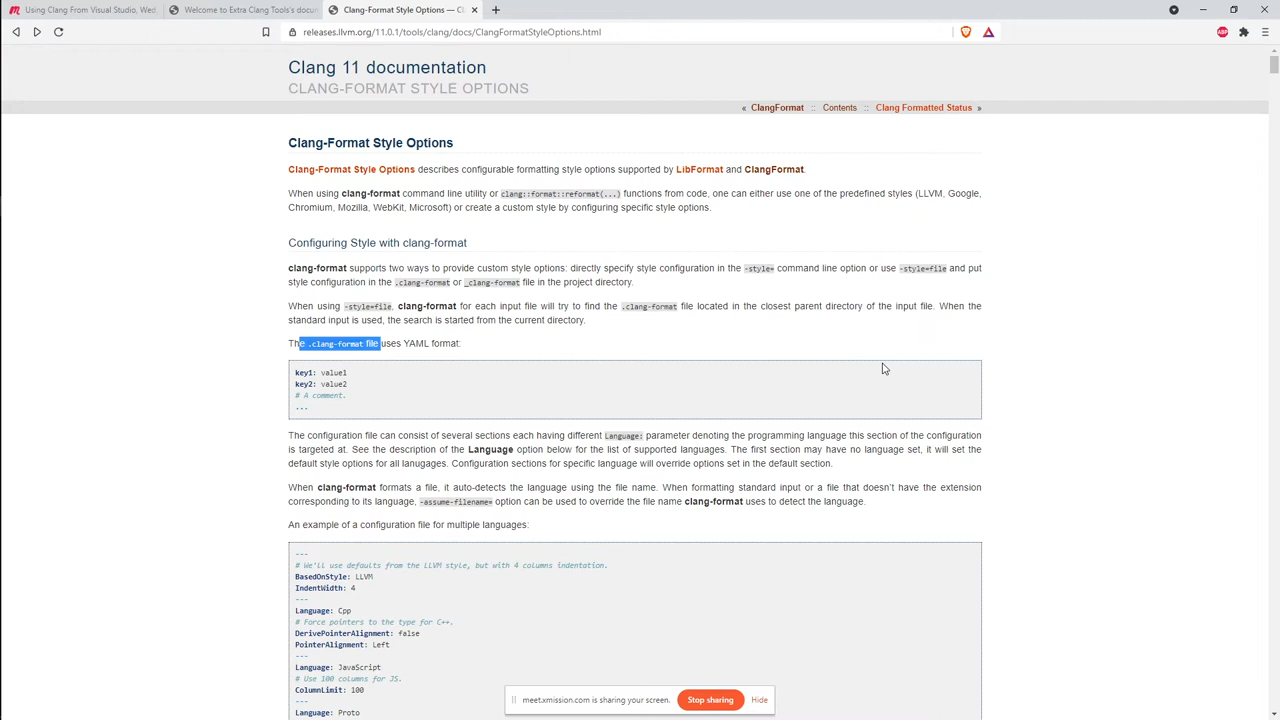 Using Clang From Visual Studio, Wed,
Welcome to Extra Clang Tools's docum
Clang-Format Style Options — Cl
releases.llvm.org/11.0.1/tools/clang/docs/ClangFormatStyleOptions.html
ABP
Clang 11 documentation
CLANG-FORMAT STYLE OPTIONS
« ClangFormat :: Contents :: Clang Formatted Status »
Clang-Format Style Options
Clang-Format Style Options describes configurable formatting style options supported by LibFormat and ClangFormat.
When using clang-format command line utility or clang::format::reformat(...) functions from code, one can either use one of the predefined styles (LLVM, Google,
Chromium, Mozilla, WebKit, Microsoft) or create a custom style by configuring specific style options.
Configuring Style with clang-format
clang-format supports two ways to provide custom style options: directly specify style configuration in the -style= command line option or use -style=file and put
style configuration in the .clang-format or _clang-format file in the project directory.
When using -style=file, clang-format for each input file will try to find the .clang-format file located in the closest parent directory of the input file. When the
standard input is used, the search is started from the current directory.
The .clang-format file uses YAML format:
key1: value1
key2: value2
# A comment.
...
The configuration file can consist of several sections each having different Language: parameter denoting the programming language this section of the configuration
is targeted at. See the description of the Language option below for the list of supported languages. The first section may have no language set, it will set the
default style options for all lanugages. Configuration sections for specific language will override options set in the default section.
When clang-format formats a file, it auto-detects the language using the file name. When formatting standard input or a file that doesn't have the extension
corresponding to its language, -assume-filename= option can be used to override the file name clang-format uses to detect the language.
An example of a configuration file for multiple languages:
---
# We'll use defaults from the LLVM style, but with 4 columns indentation.
BasedOnStyle: LLVM
IndentWidth: 4
---
Language: Cpp
# Force pointers to the type for C++.
DerivePointerAlignment: false
PointerAlignment: Left
---
Language: JavaScript
# Use 100 columns for JS.
ColumnLimit: 100
---
Language: Proto
meet.xmission.com is sharing your screen.
Stop sharing
Hide